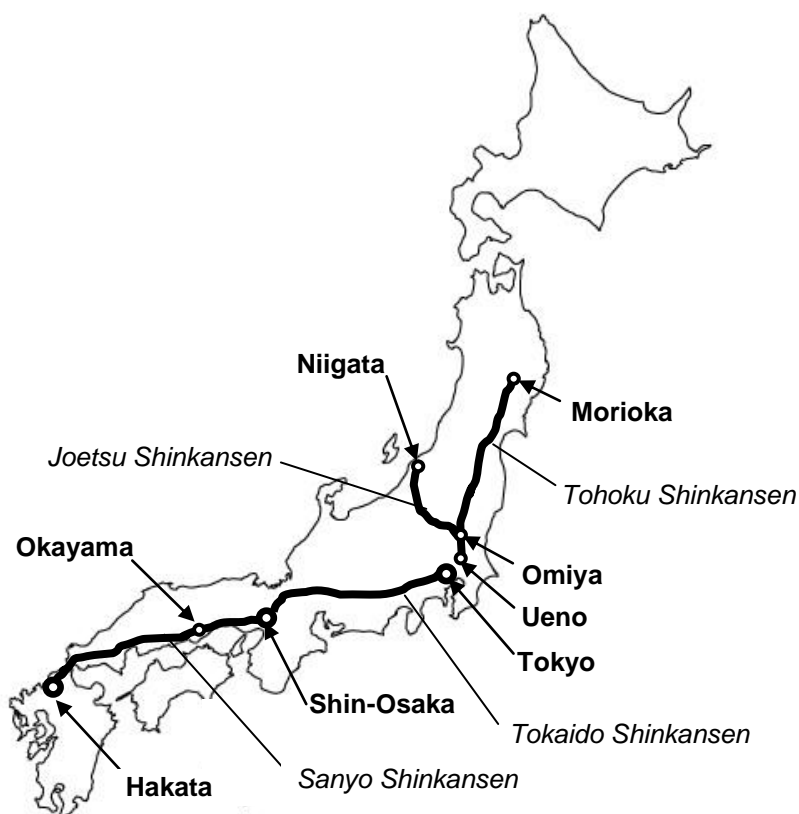 Niigata
Morioka
Joetsu Shinkansen
Tohoku Shinkansen
Okayama
Omiya
Ueno
Tokyo
Shin-Osaka
Tokaido Shinkansen
Hakata
Sanyo Shinkansen